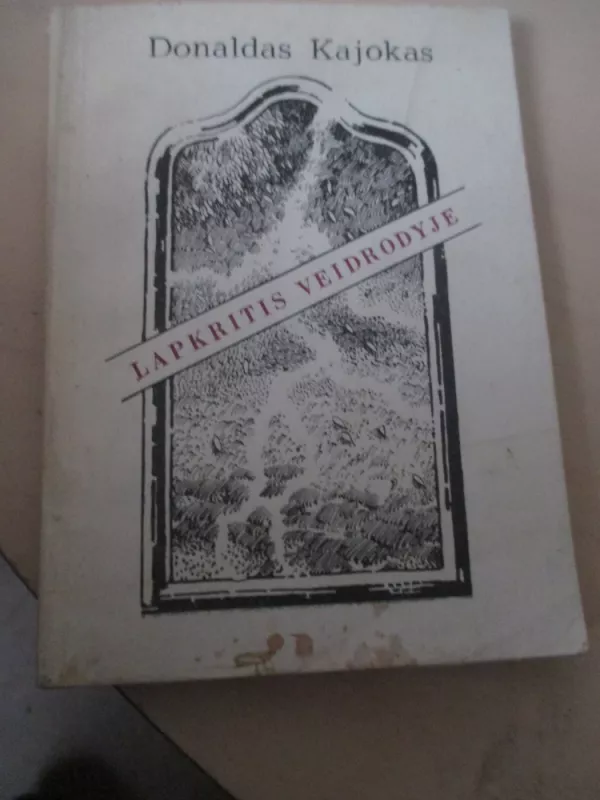 Donaldas Kajokas
LAPKRITIS VEIDRODYJE